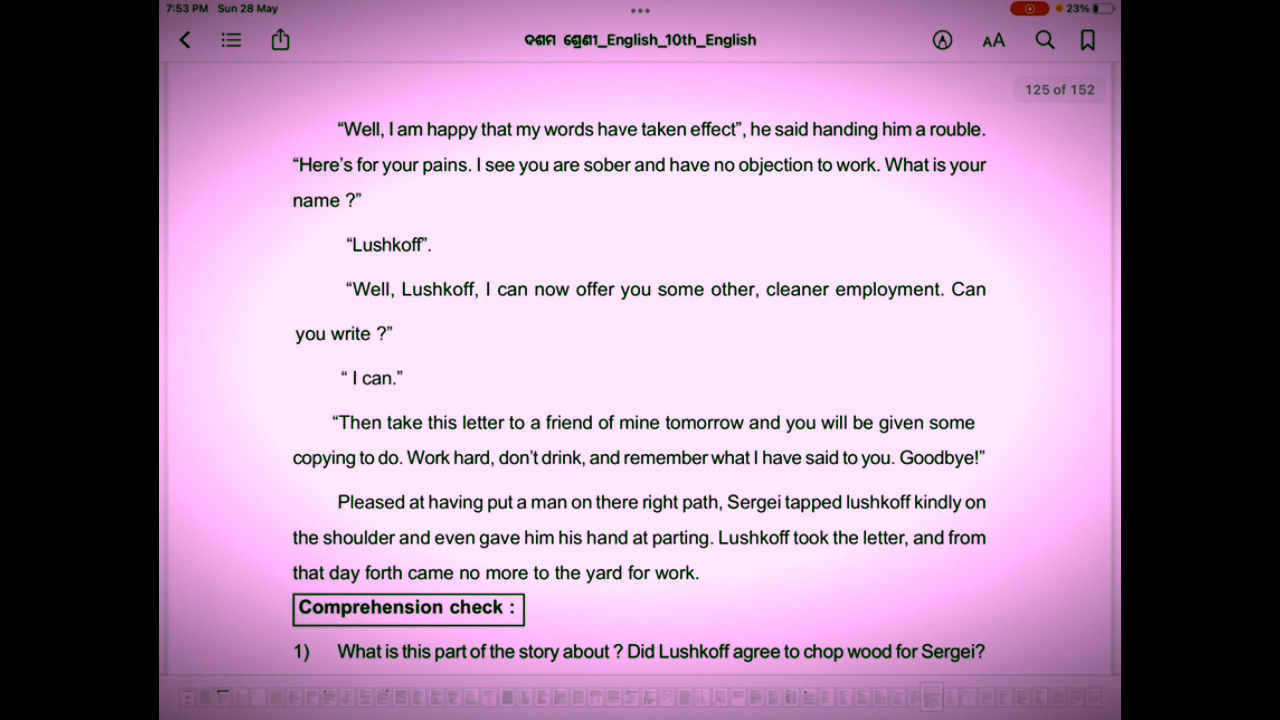 7:53 PM Sun 28 May
23%
ଦଶମ ଶ୍ରେଣୀ_English_10th_English
AA
125 of 152
“Well, I am happy that my words have taken effect”, he said handing him a rouble.
“Here’s for your pains. I see you are sober and have no objection to work. What is your
name ?”
“Lushkoff”.
“Well, Lushkoff, I can now offer you some other, cleaner employment. Can
you write ?”
“ I can.”
“Then take this letter to a friend of mine tomorrow and you will be given some
copying to do. Work hard, don’t drink, and remember what I have said to you. Goodbye!”
Pleased at having put a man on there right path, Sergei tapped lushkoff kindly on
the shoulder and even gave him his hand at parting. Lushkoff took the letter, and from
that day forth came no more to the yard for work.
Comprehension check :
1) What is this part of the story about ? Did Lushkoff agree to chop wood for Sergei?